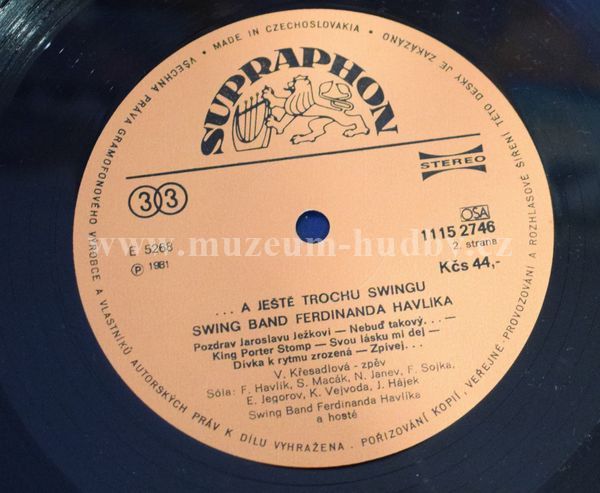 VŠECHNA PRÁVA GRAMOFONOVÉHO VÝROBCE A VLASTNÍKŮ AUTORSKÝCH PRÁV K DÍLU VYHRAŽENA. POŘIZOVÁNÍ KOPIÍ, VEŘEJNÉ PROVOZOVÁNÍ A ROZHLASOVÉ ŠÍŘENÍ TÉTO DESKY JE ZAKÁZÁNO • MADE IN CZECHOSLOVAKIA •
SUPRAPHON
STEREO
33
OSA
E 5268
1115 2746
℗ 1981
2. strana
Kčs 44,-
www.muzeum-hudby.cz
... A JEŠTĚ TROCHU SWINGU
SWING BAND FERDINANDA HAVLÍKA
Pozdrav Jaroslavu Ježkovi — Nebuď takový... —
King Porter Stomp — Svou lásku mi dej —
Dívka k rytmu zrozená — Zpívej...
V. Křesadlová - zpěv
Sóla: F. Havlík, S. Macák, N. Janev, F. Sojka,
E. Jegorov, K. Vejvoda, J. Hájek
Swing Band Ferdinanda Havlíka
a hosté